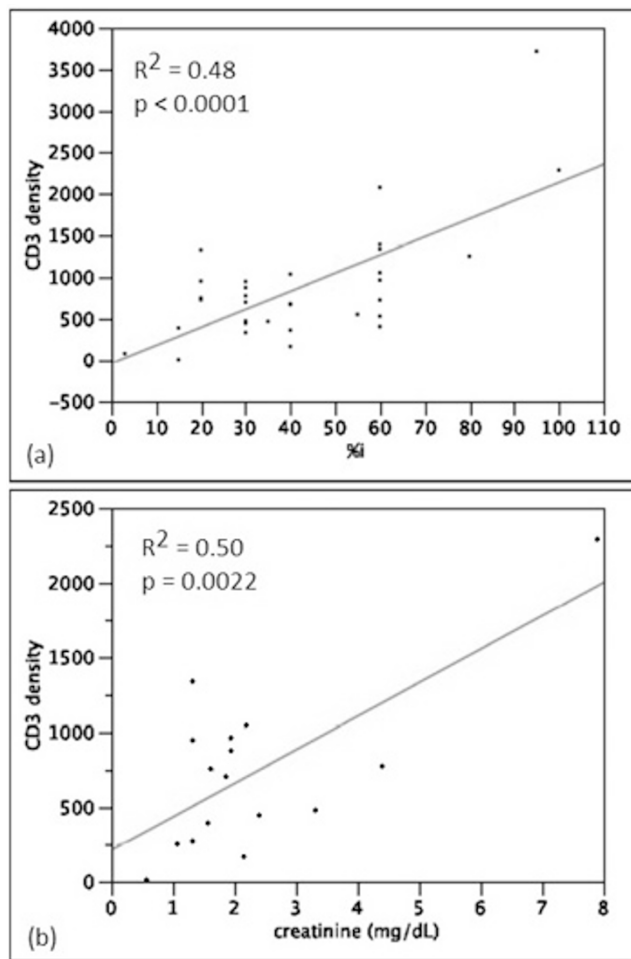 4000
3500
3000
2500
2000
1500
1000
500
0
−500
CD3 density
R² = 0.48
p < 0.0001
0 10 20 30 40 50 60 70 80 90 100 110
%i
(a)
2500
2000
1500
1000
500
0
CD3 density
R² = 0.50
p = 0.0022
0 1 2 3 4 5 6 7 8
creatinine (mg/dL)
(b)